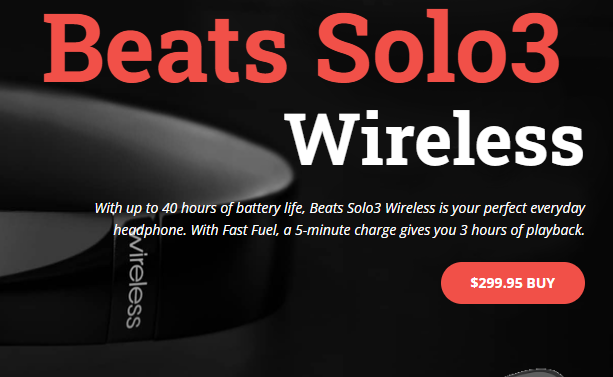 Beats Solo3
Wireless
With up to 40 hours of battery life, Beats Solo3 Wireless is your perfect everyday
headphone. With Fast Fuel, a 5-minute charge gives you 3 hours of playback.
wireless
$299.95 BUY